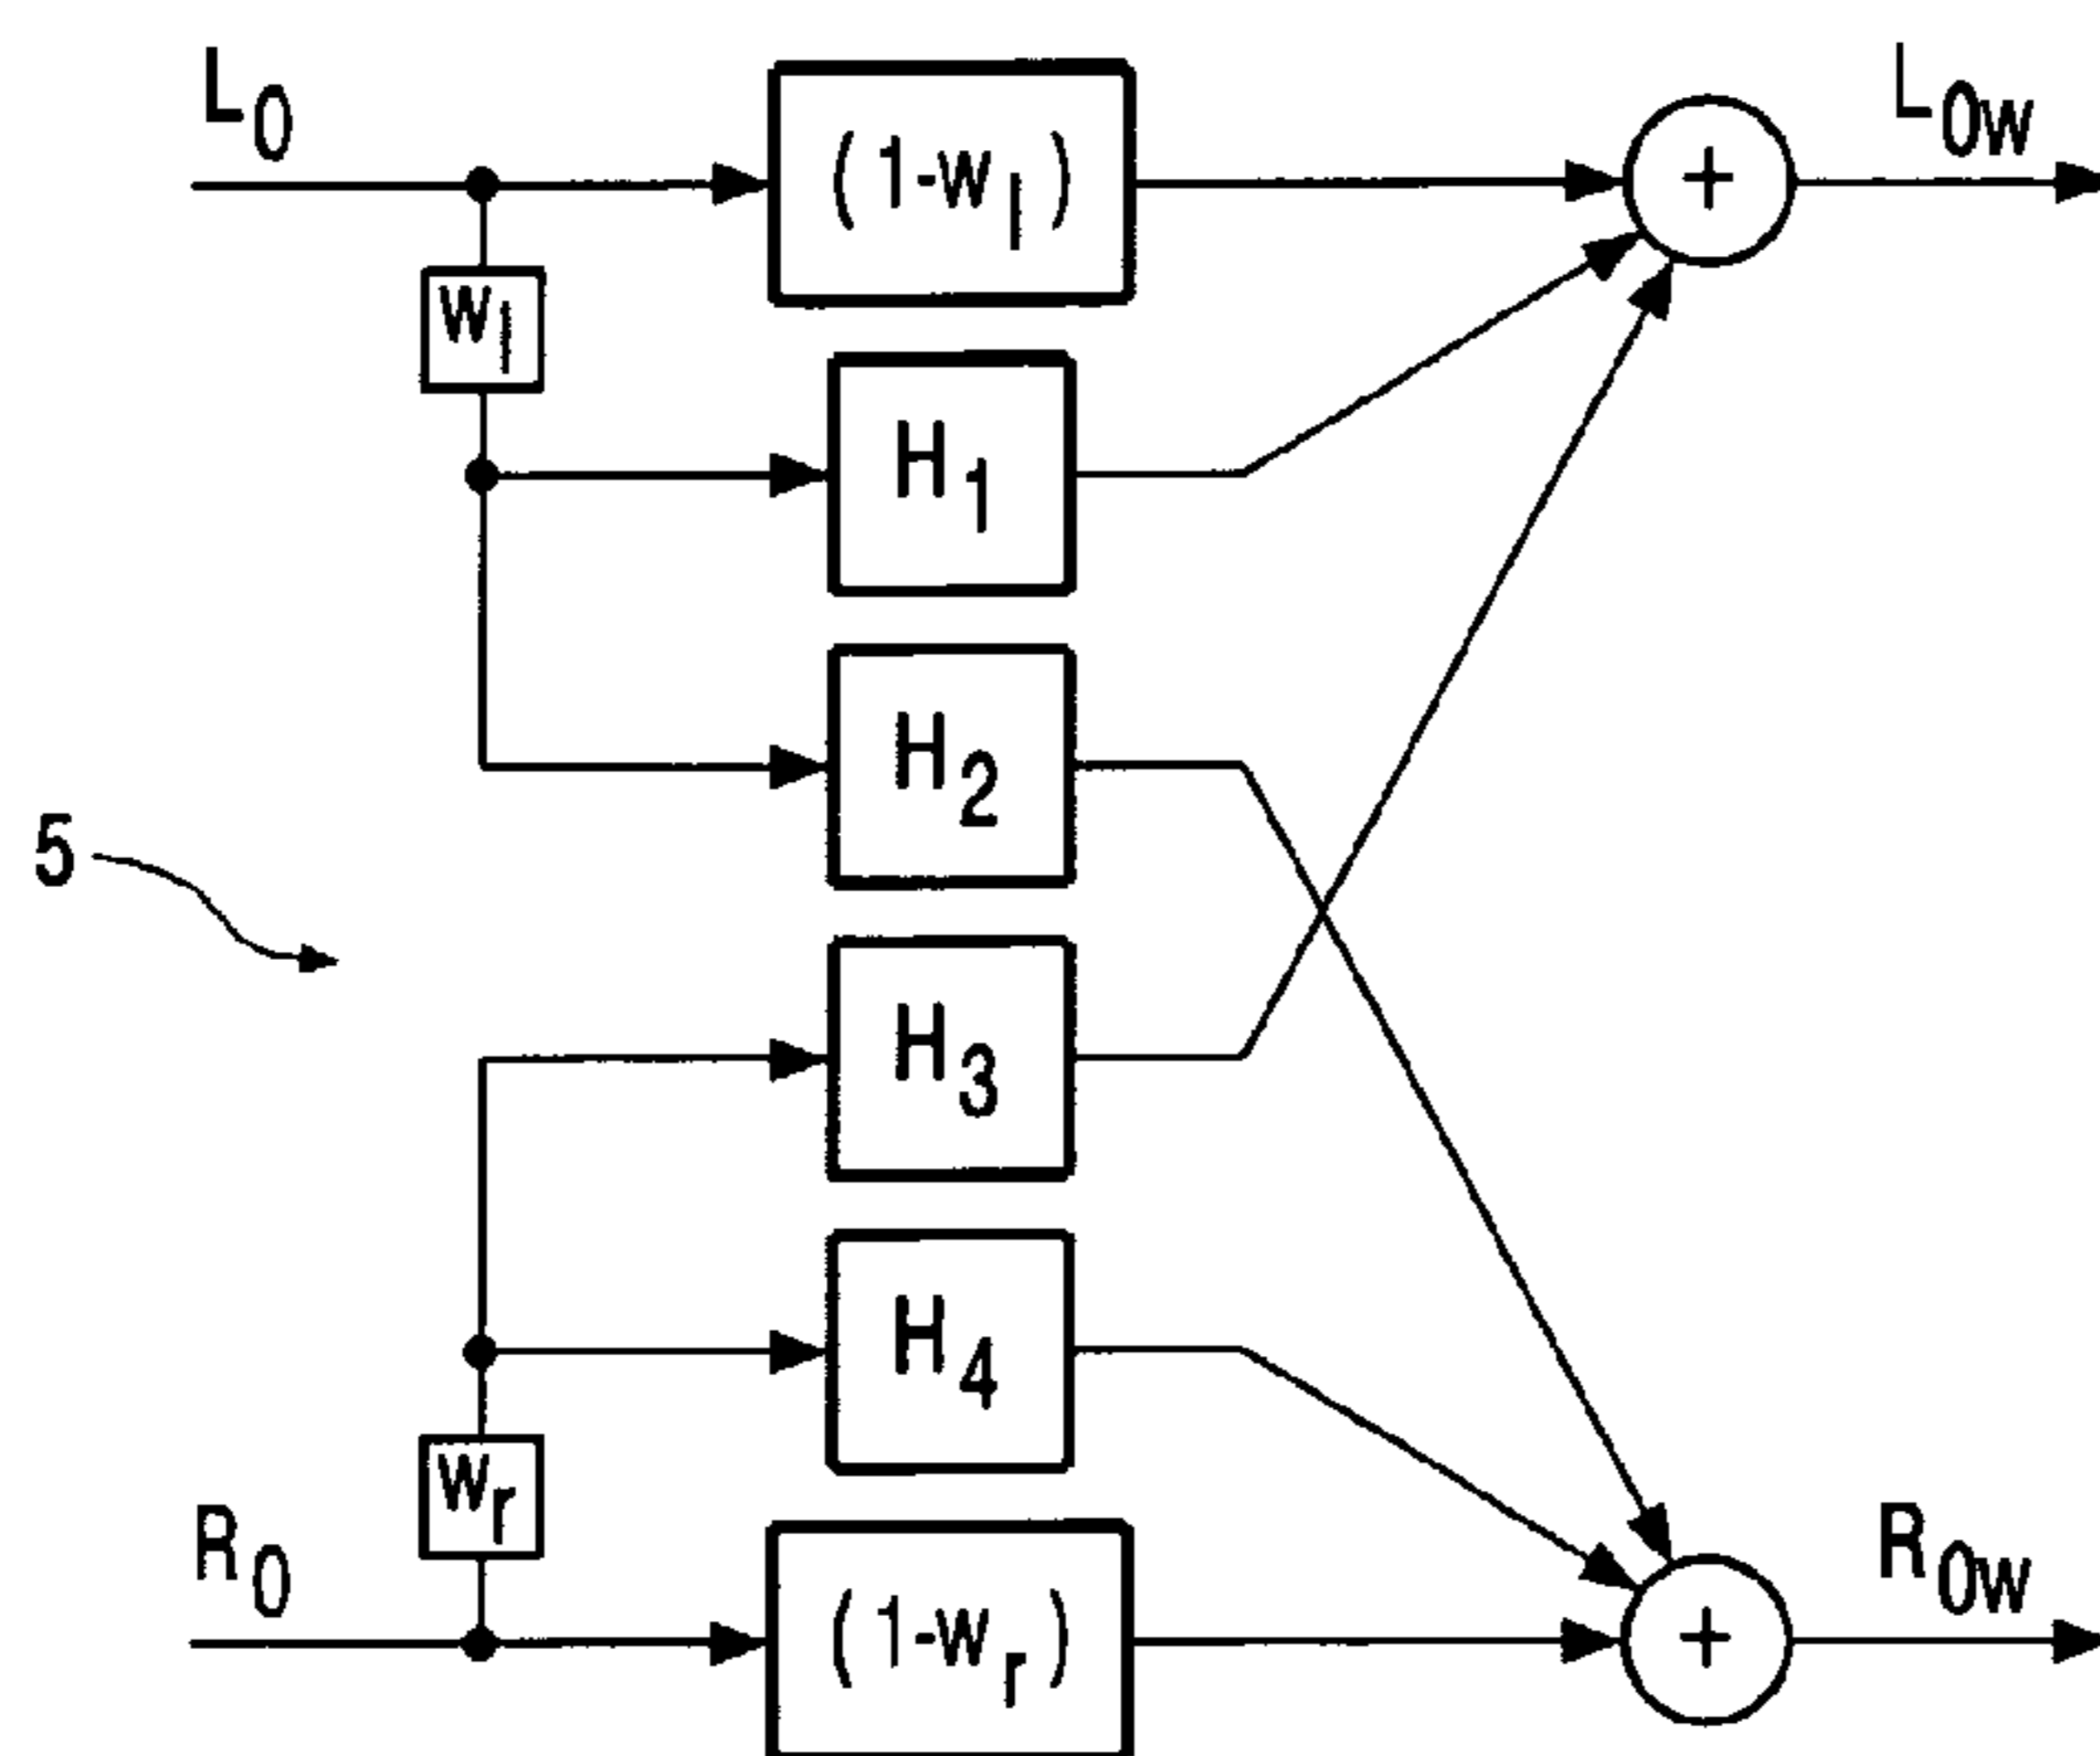 L₀
(1-wₗ)
+
L₀w
wₗ
H₁
H₂
5
H₃
H₄
wᵣ
R₀
(1-wᵣ)
+
R₀w